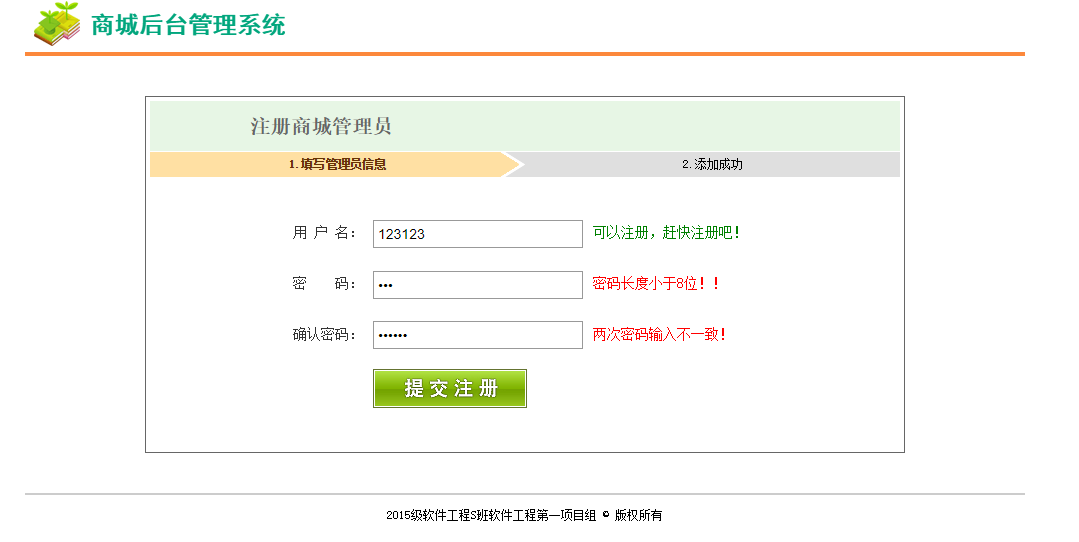 商城后台管理系统
注册商城管理员
1.填写管理员信息 2.添加成功
用 户 名： 123123 可以注册，赶快注册吧！
密 码： ••• 密码长度小于8位！！
确认密码： •••••• 两次密码输入不一致！
提交注册
2015级软件工程S班软件工程第一项目组 © 版权所有